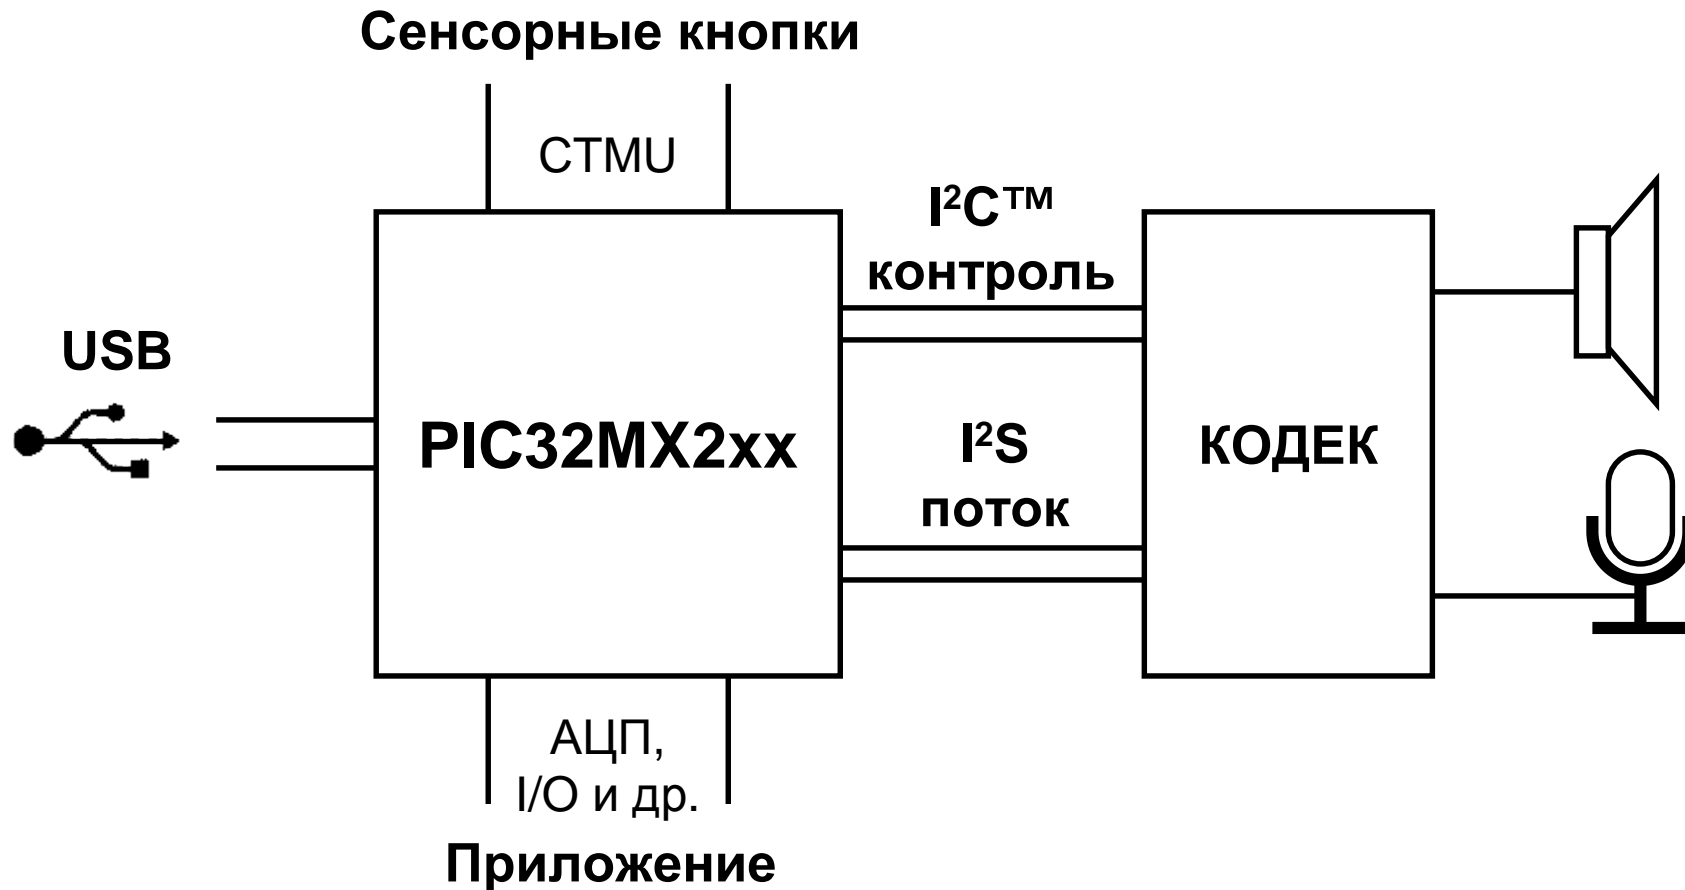 Сенсорные кнопки
CTMU
I²C™
контроль
USB
PIC32MX2xx
I²S
поток
КОДЕК
АЦП,
I/O и др.
Приложение